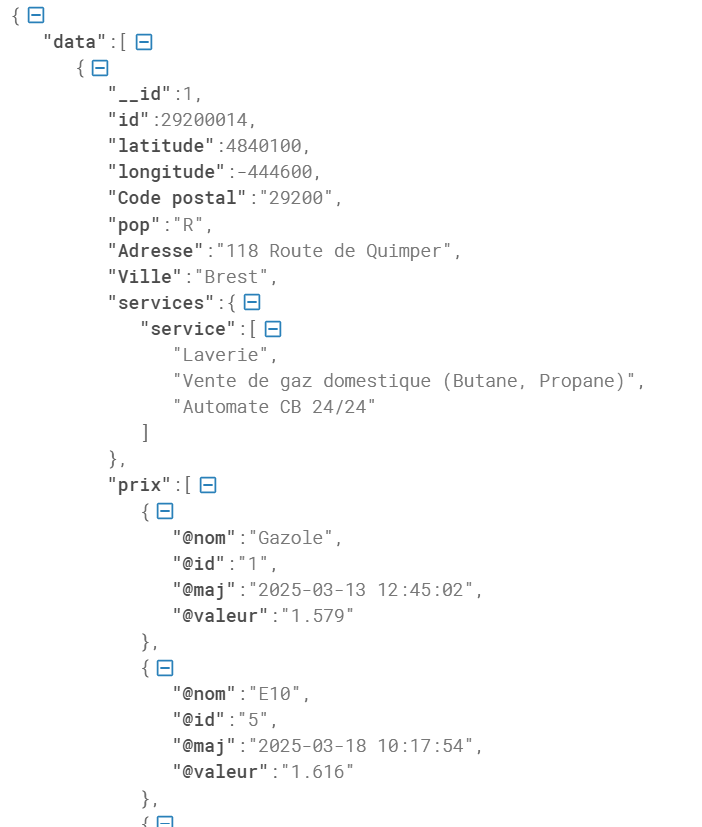 {
"data":[
{
"__id":1,
"id":29200014,
"latitude":4840100,
"longitude":-444600,
"Code postal":"29200",
"pop":"R",
"Adresse":"118 Route de Quimper",
"Ville":"Brest",
"services":{
"service":[
"Laverie",
"Vente de gaz domestique (Butane, Propane)",
"Automate CB 24/24"
]
},
"prix":[
{
"@nom":"Gazole",
"@id":"1",
"@maj":"2025-03-13 12:45:02",
"@valeur":"1.579"
},
{
"@nom":"E10",
"@id":"5",
"@maj":"2025-03-18 10:17:54",
"@valeur":"1.616"
},
{